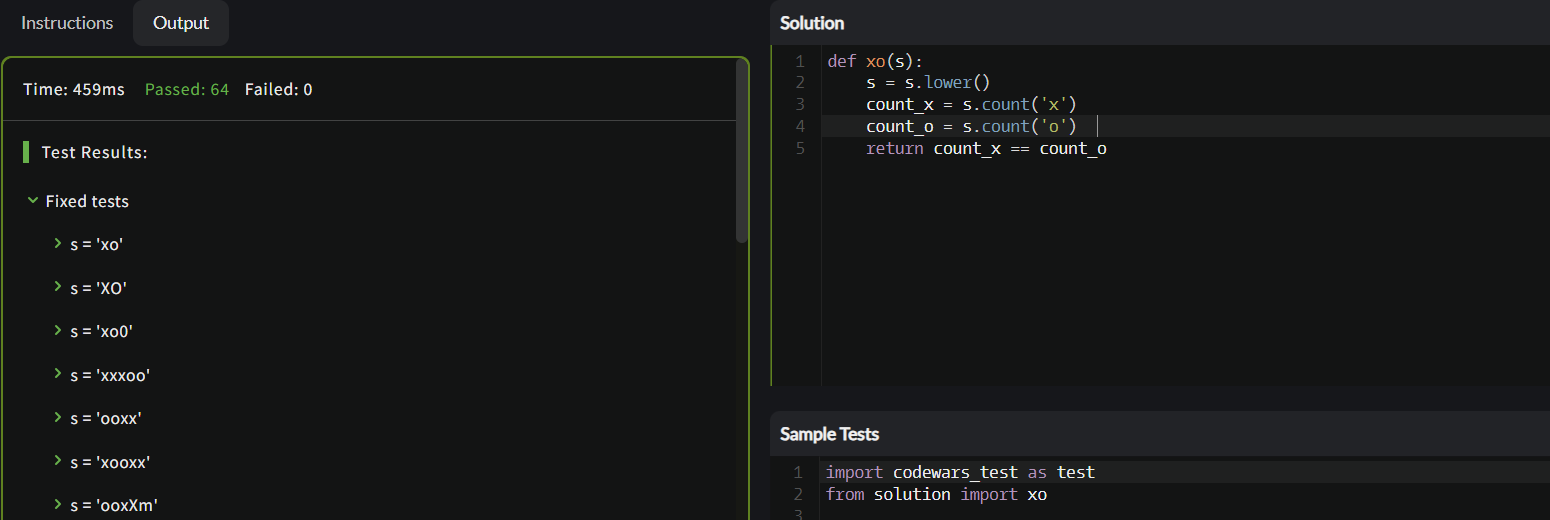 Instructions
Output
Time: 459ms Passed: 64 Failed: 0
Test Results:
Fixed tests
s = 'xo'
s = 'XO'
s = 'xo0'
s = 'xxxoo'
s = 'ooxx'
s = 'xooxx'
s = 'ooxXm'
Solution
1 def xo(s):
2     s = s.lower()
3     count_x = s.count('x')
4     count_o = s.count('o')
5     return count_x == count_o
Sample Tests
1 import codewars_test as test
2 from solution import xo
3